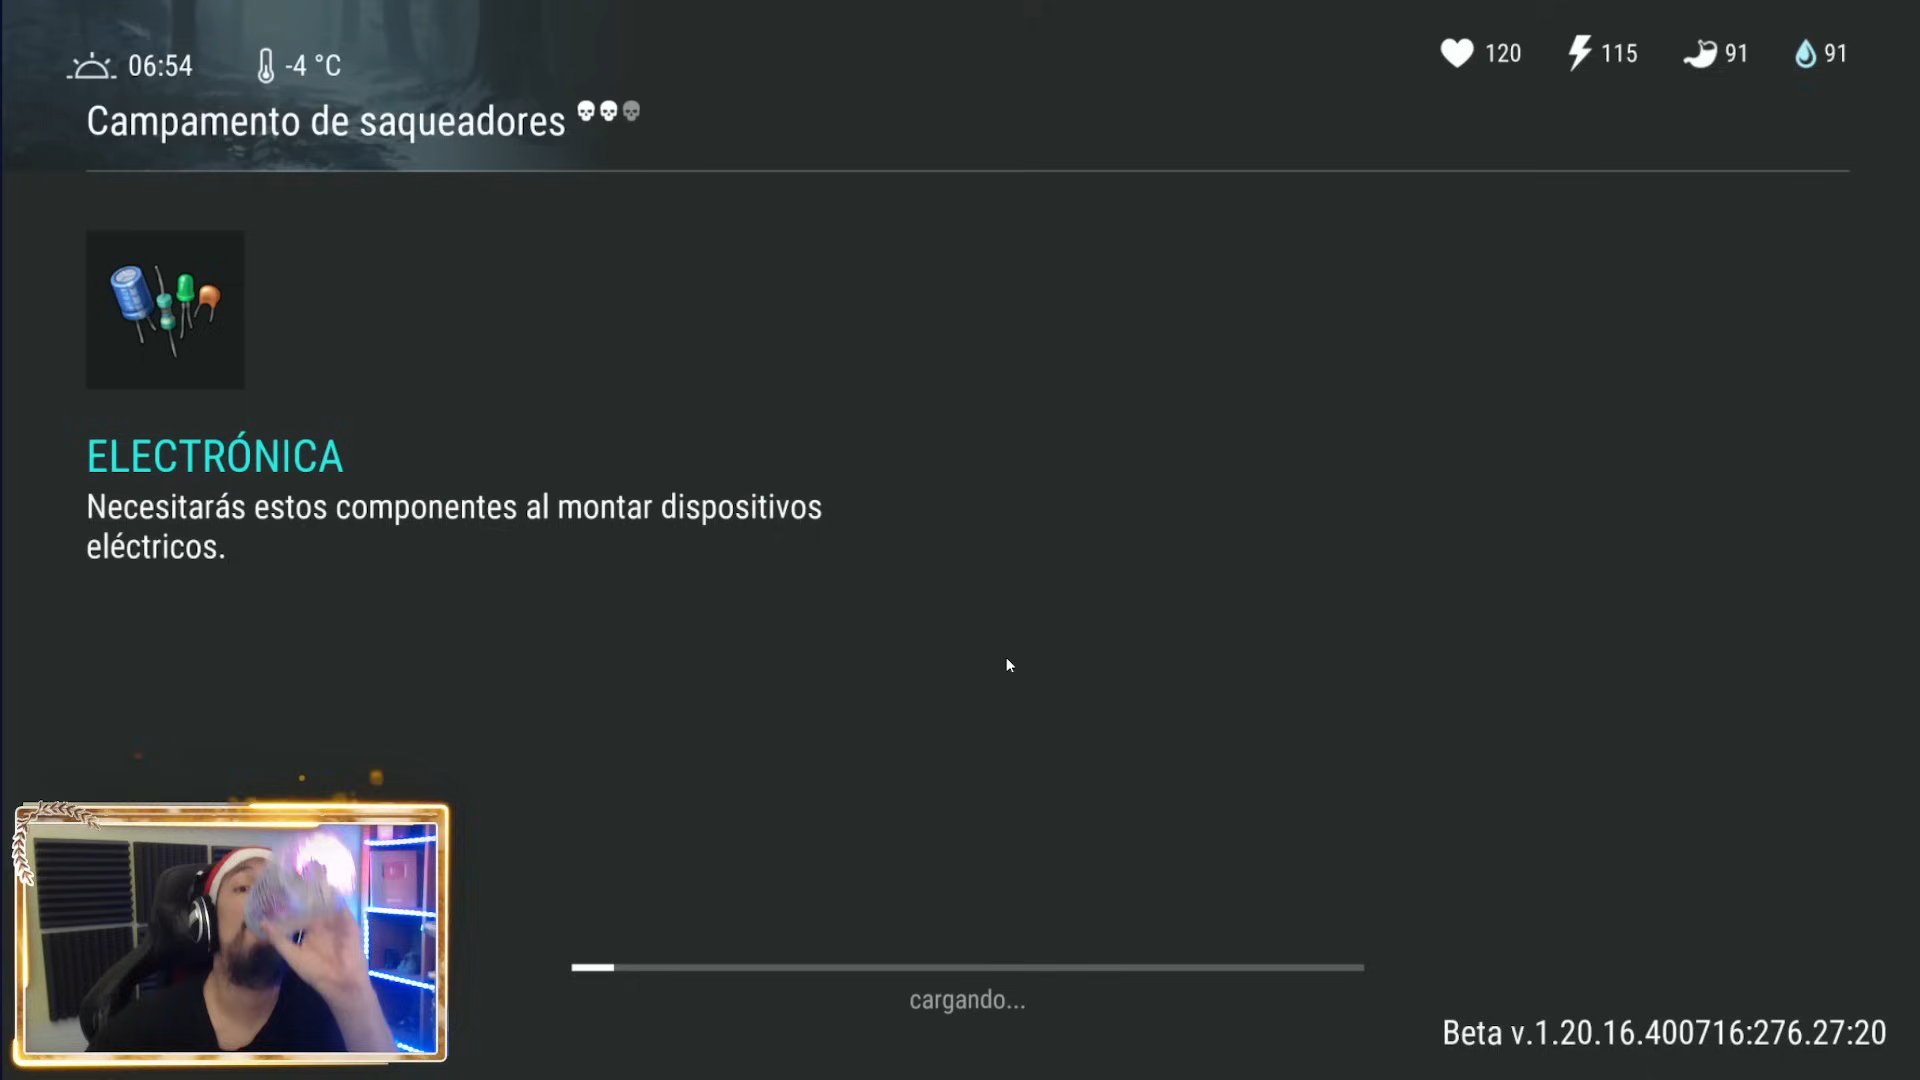 06:54
-4 °C
120
115
91
91
Campamento de saqueadores
ELECTRÓNICA
Necesitarás estos componentes al montar dispositivos
eléctricos.
cargando...
Beta v.1.20.16.400716:276.27:20